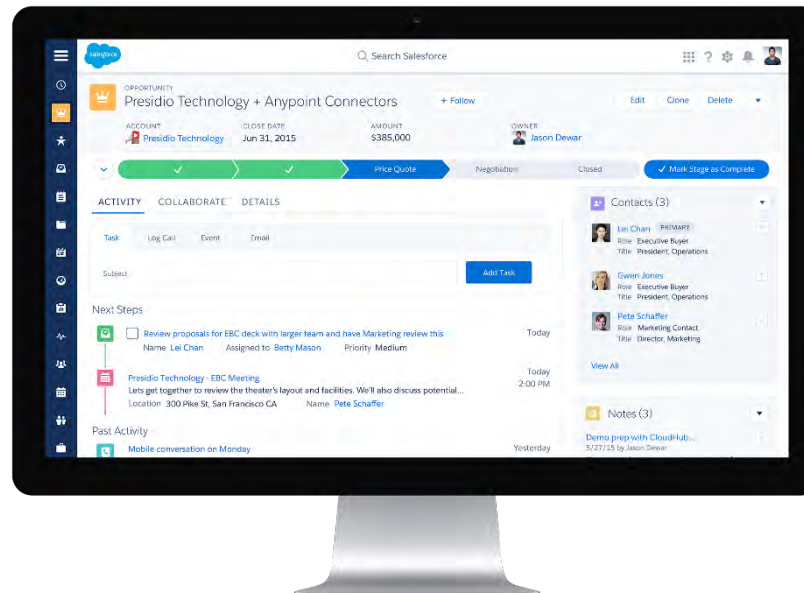 salesforce
Search Salesforce
OPPORTUNITY
Presidio Technology + Anypoint Connectors
+ Follow
Edit Clone Delete
ACCOUNT CLOSE DATE AMOUNT OWNER
Presidio Technology Jun 31, 2015 $385,000 Jason Dewar
Price Quote Negotiation Closed Mark Stage as Complete
ACTIVITY COLLABORATE DETAILS
Task Log Call Event Email
Subject Add Task
Next Steps
Review proposals for EBC deck with larger team and have Marketing review this Today
Name Lei Chan Assigned to Betty Mason Priority Medium
Presidio Technology - EBC Meeting Today
Lets get together to review the theater's layout and facilities. We'll also discuss potential... 2:00 PM
Location 300 Pike St, San Francisco CA Name Pete Schaffer
Past Activity
Mobile conversation on Monday Yesterday
Contacts (3)
Lei Chan PRIMARY
Role Executive Buyer
Title President, Operations
Gwen Jones
Role Executive Buyer
Title President, Operations
Pete Schaffer
Role Marketing Contact
Title Director, Marketing
View All
Notes (3)
Demo prep with CloudHub...
5/27/15 by Jason Dewar